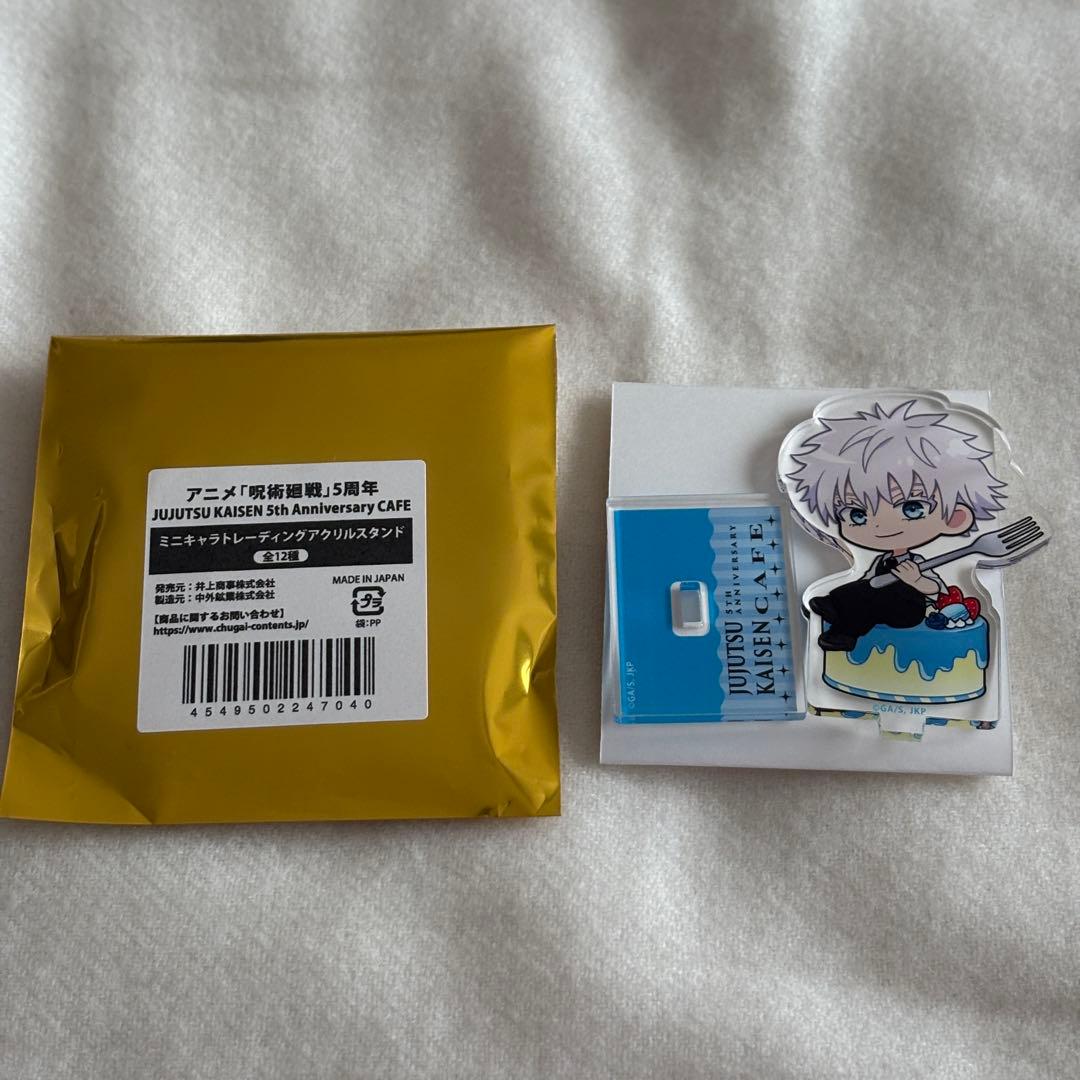 アニメ「呪術廻戦」5周年
JUJUTSU KAISEN 5th Anniversary CAFE
ミニキャラトレーディングアクリルスタンド
全12種
発売元：井上商事株式会社
製造元：中外鉱業株式会社
MADE IN JAPAN
プラ
袋：PP
【商品に関するお問い合わせ】
https://www.chugai-contents.jp/
4549502247040
JUJUTSU 5TH ANNIVERSARY
KAISEN CAFE
©GA/S, JKP
©GA/S, JKP